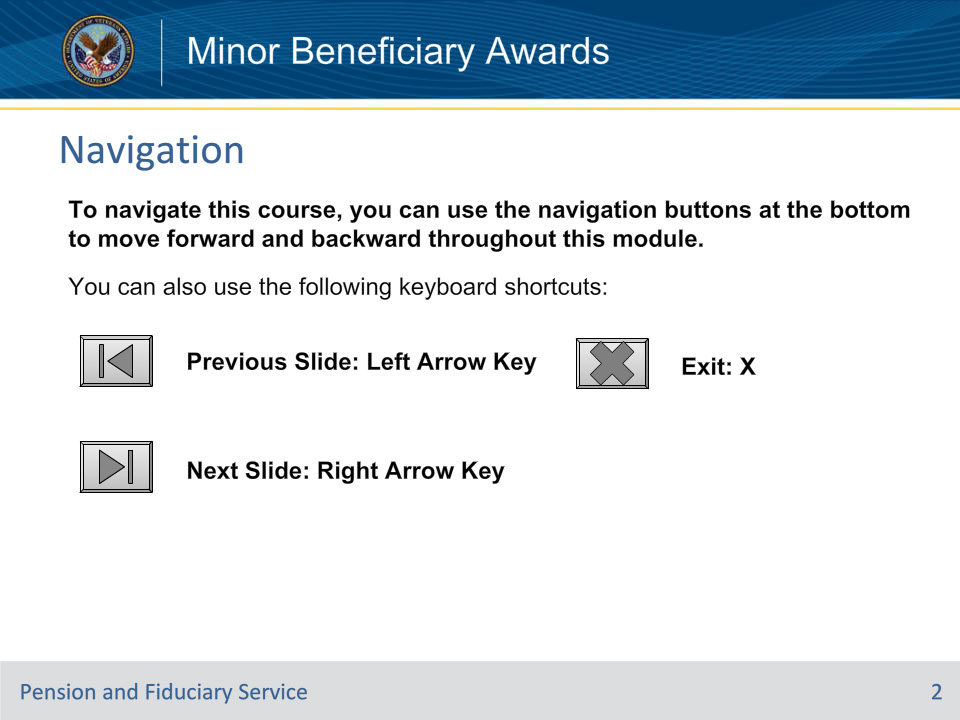 Minor Beneficiary Awards
Navigation
To navigate this course, you can use the navigation buttons at the bottom
to move forward and backward throughout this module.
You can also use the following keyboard shortcuts:
Previous Slide: Left Arrow Key
Exit: X
Next Slide: Right Arrow Key
Pension and Fiduciary Service
2